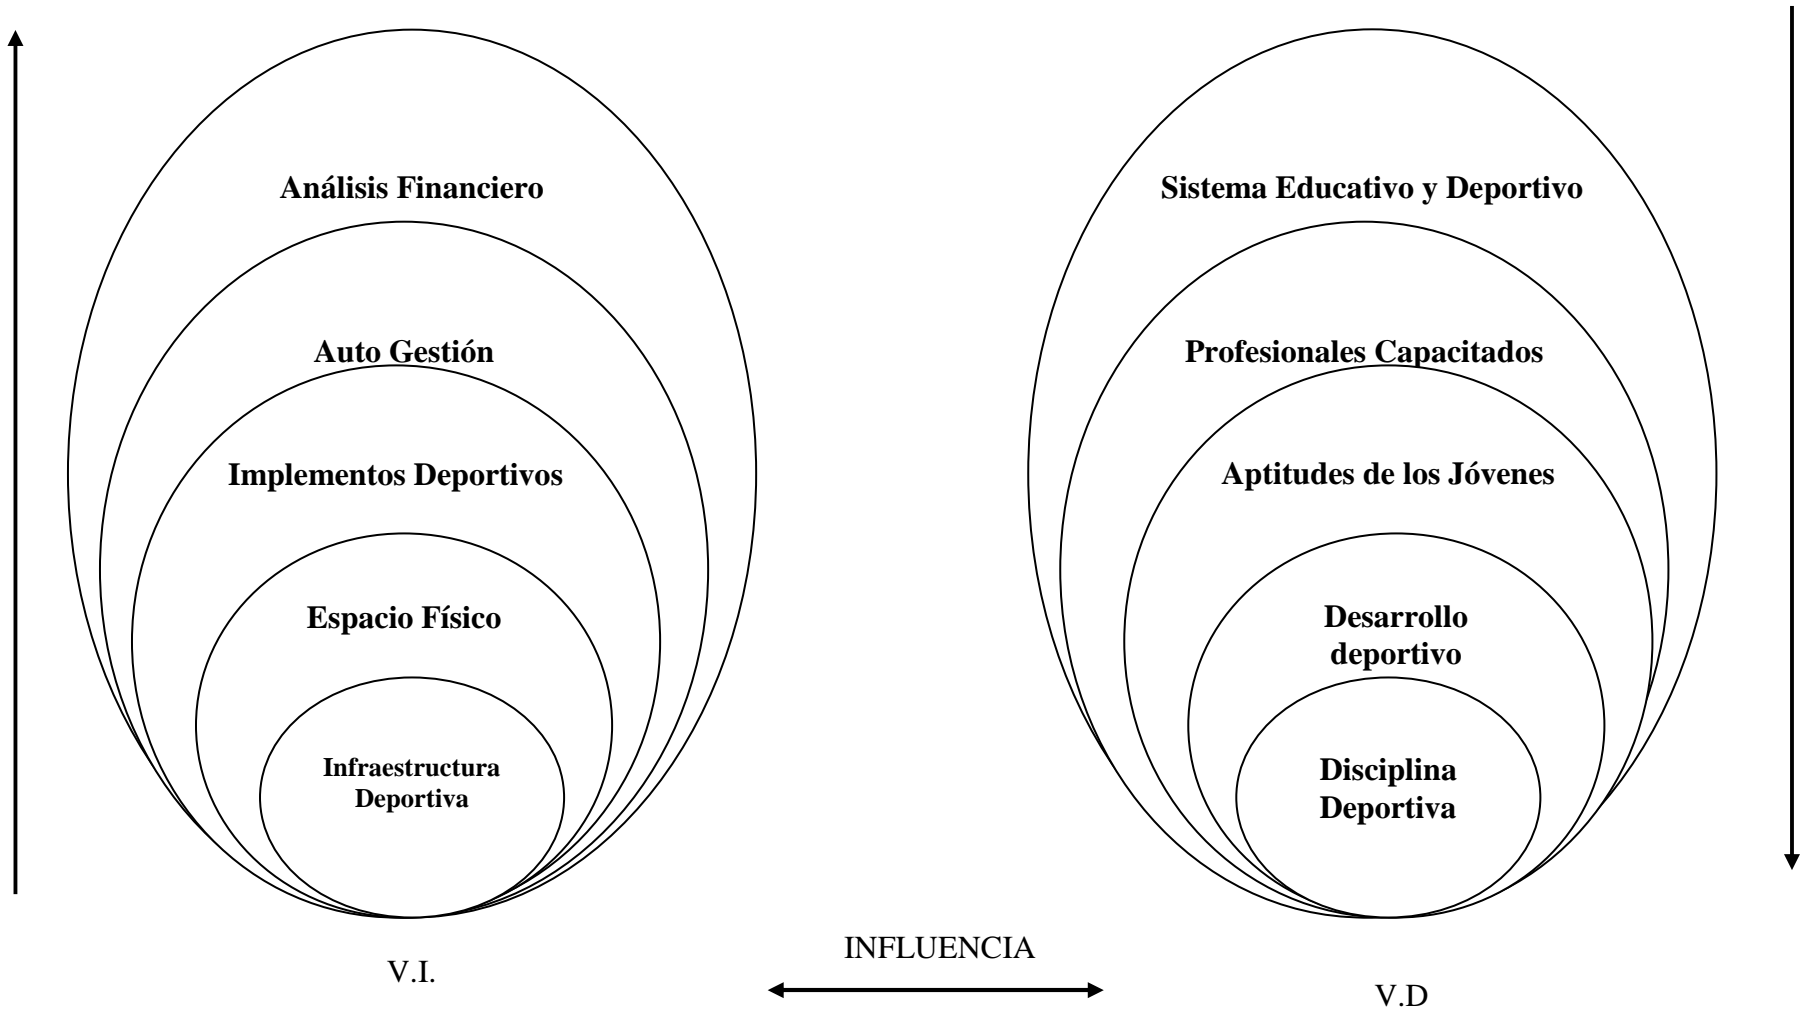 Análisis Financiero
Auto Gestión
Implementos Deportivos
Espacio Físico
Infraestructura
Deportiva
V.I.
INFLUENCIA
Sistema Educativo y Deportivo
Profesionales Capacitados
Aptitudes de los Jóvenes
Desarrollo
deportivo
Disciplina
Deportiva
V.D